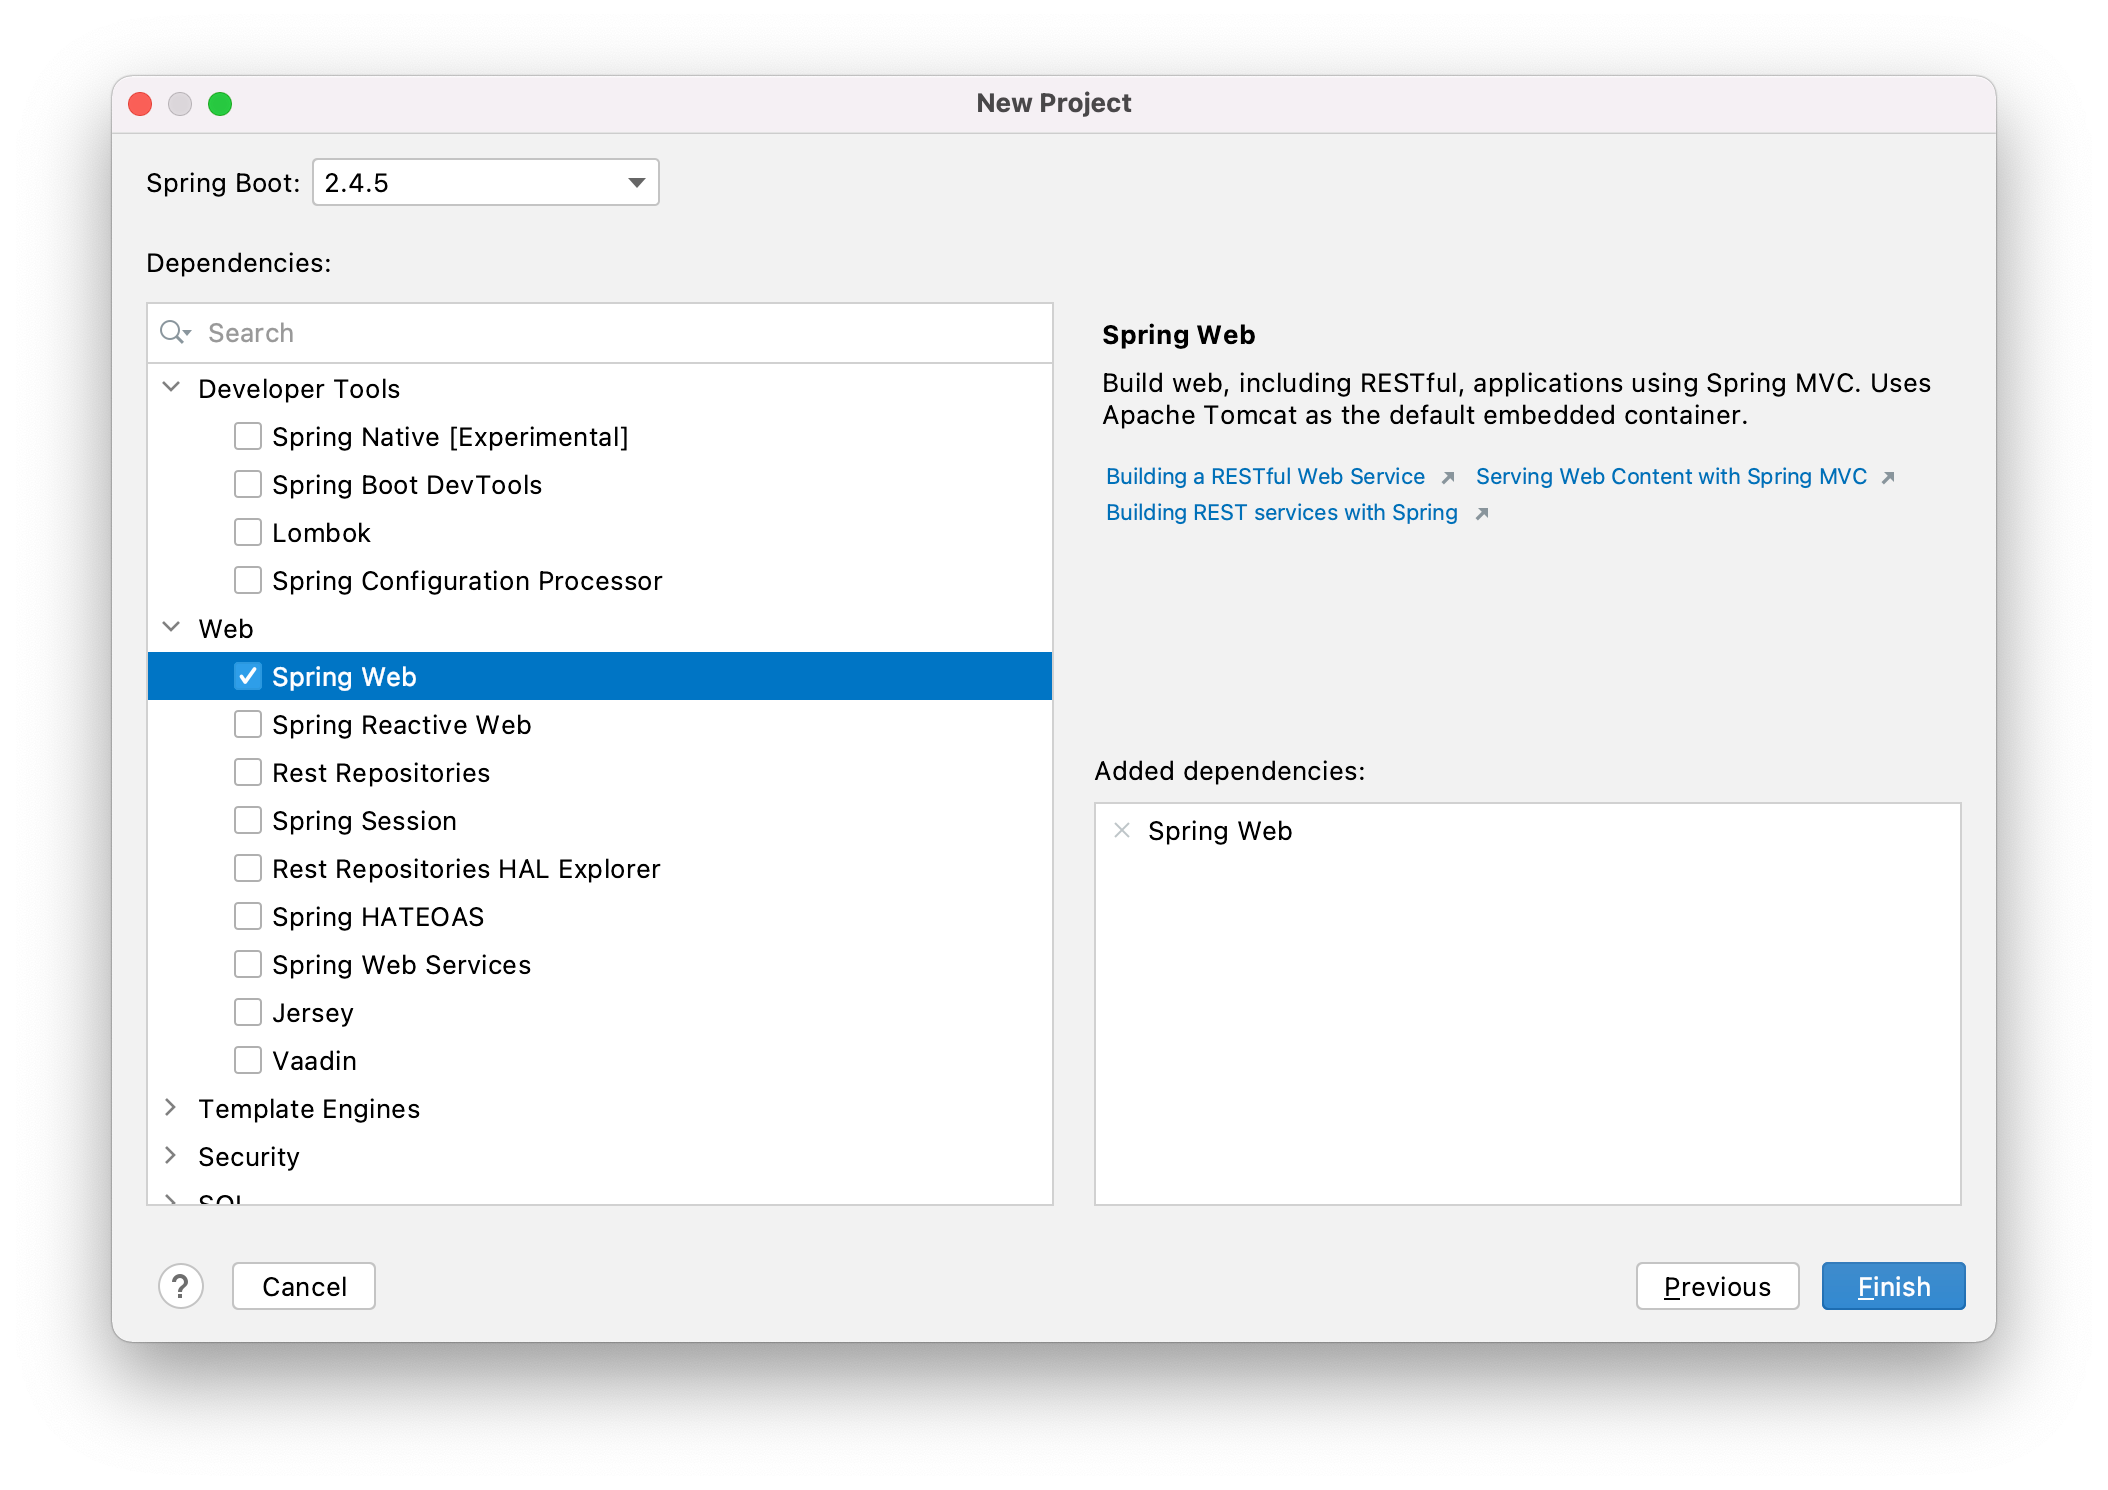 New Project
Spring Boot: 2.4.5
Dependencies:
Search
Developer Tools
Spring Native [Experimental]
Spring Boot DevTools
Lombok
Spring Configuration Processor
Web
Spring Web
Spring Reactive Web
Rest Repositories
Spring Session
Rest Repositories HAL Explorer
Spring HATEOAS
Spring Web Services
Jersey
Vaadin
Template Engines
Security
SQL
Spring Web
Build web, including RESTful, applications using Spring MVC. Uses
Apache Tomcat as the default embedded container.
Building a RESTful Web Service Serving Web Content with Spring MVC
Building REST services with Spring
Added dependencies:
Spring Web
? Cancel Previous Finish